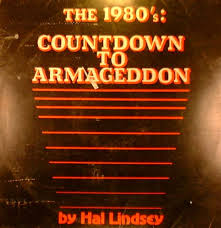 THE 1980's:
COUNTDOWN
TO
ARMAGEDDON
by Hal Lindsey